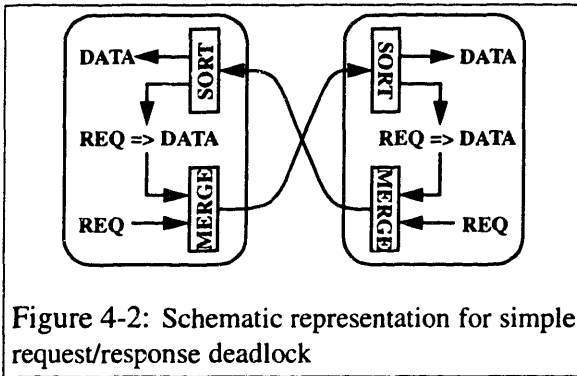 DATA
SORT
SORT
DATA
REQ => DATA
REQ => DATA
REQ
MERGE
MERGE
REQ
Figure 4-2: Schematic representation for simple
request/response deadlock